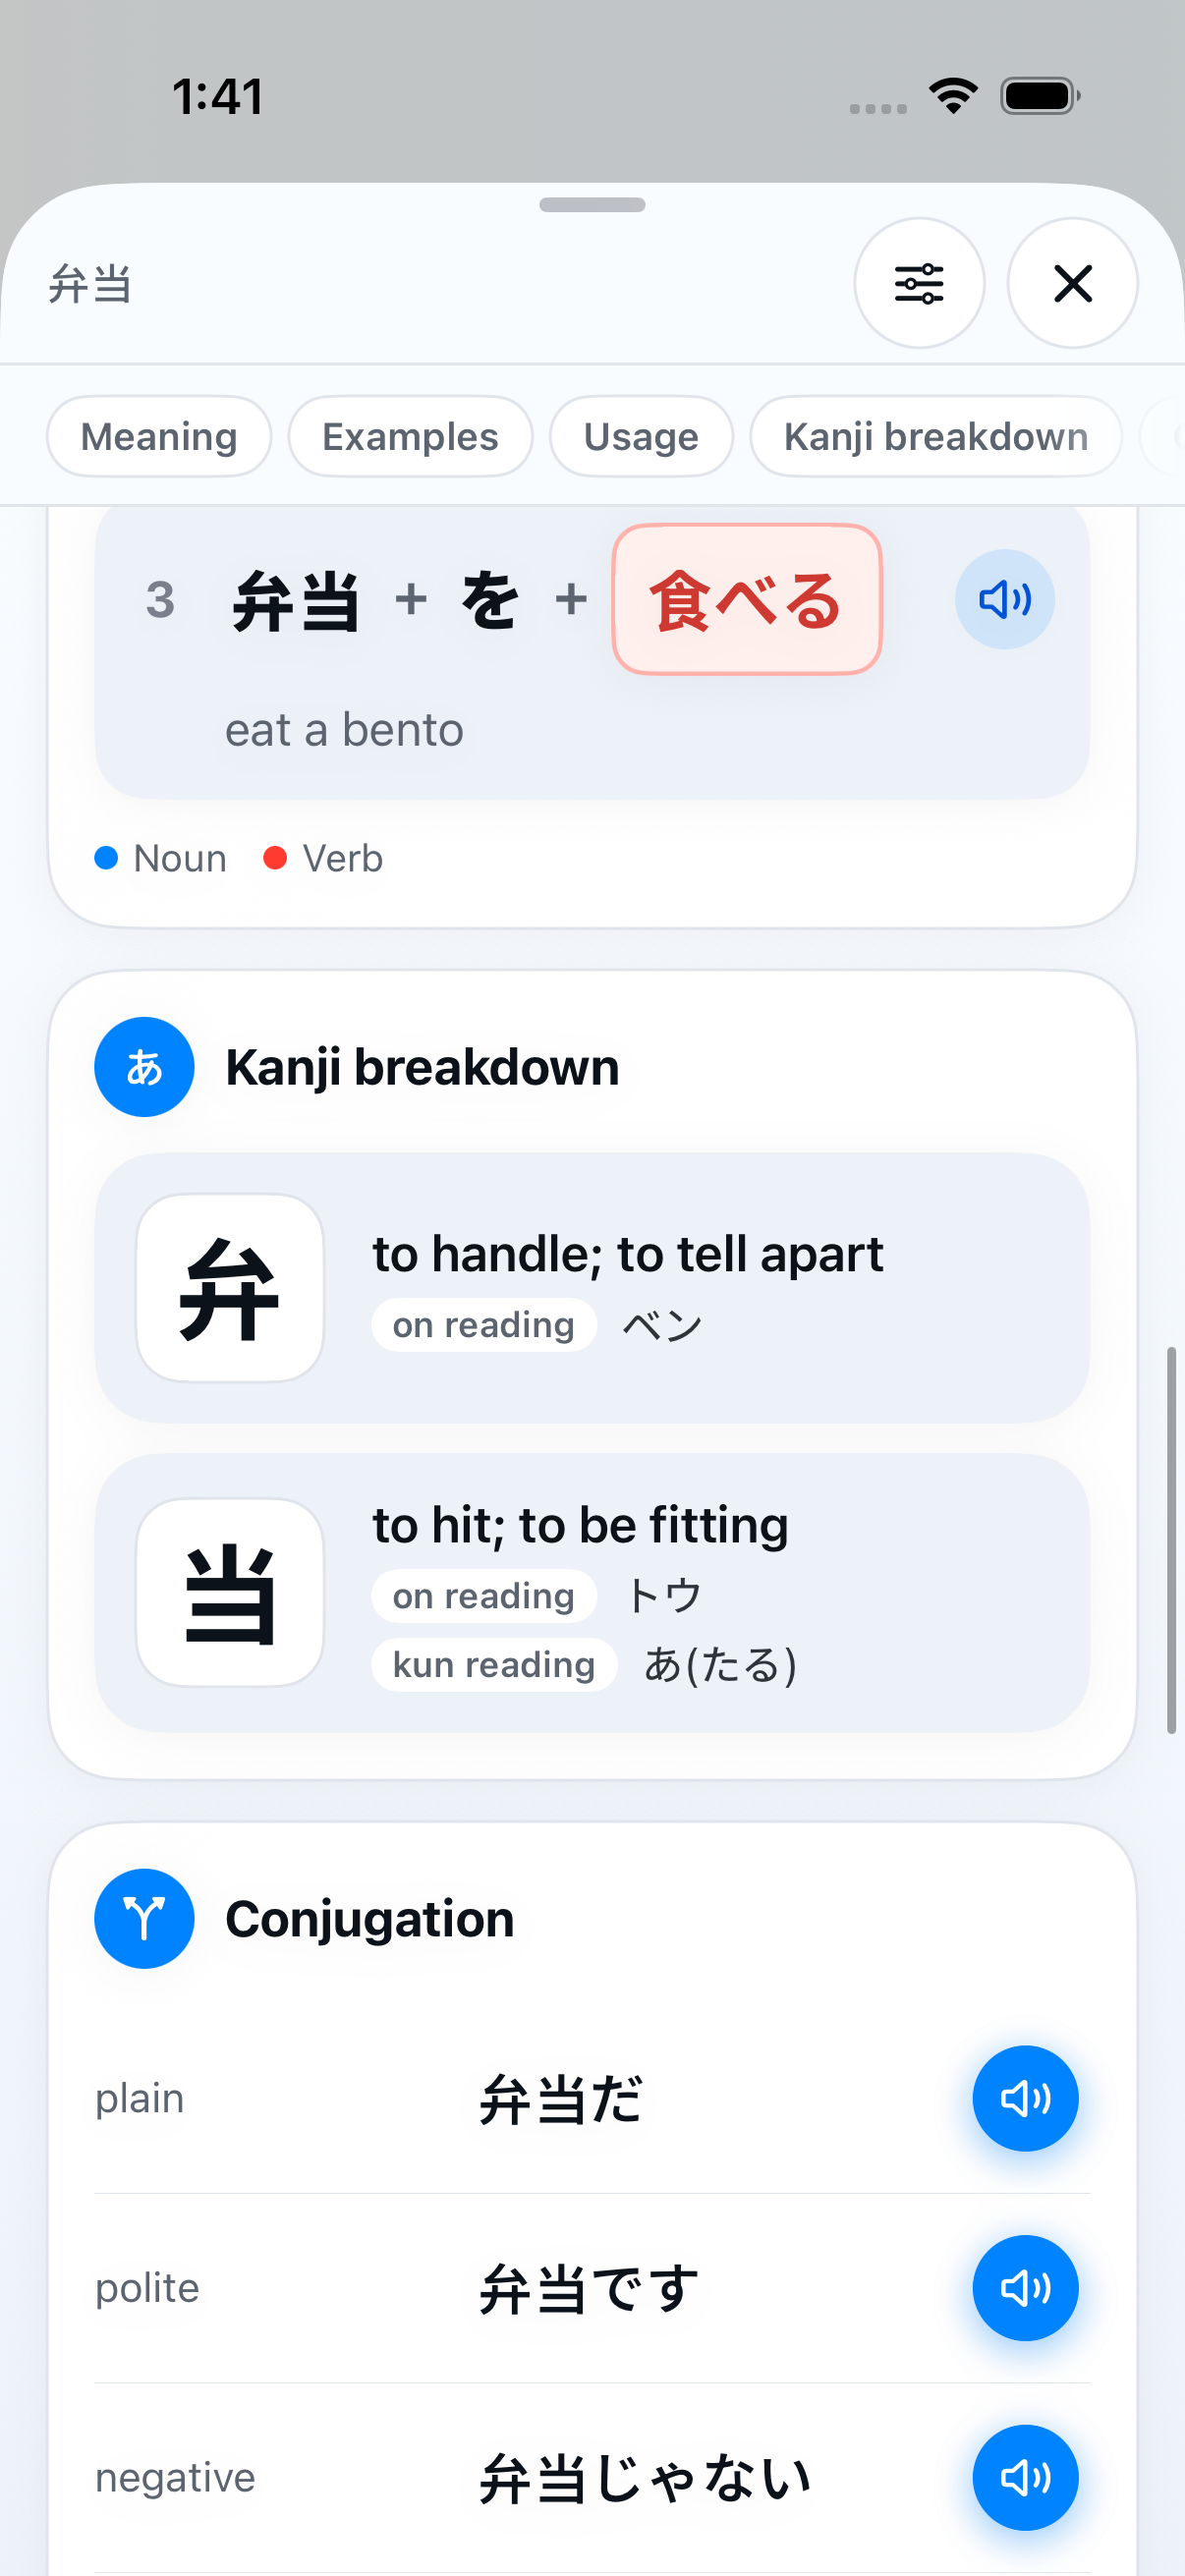 1:41
弁当
Meaning Examples Usage Kanji breakdown
3 弁当 + を + 食べる
eat a bento
Noun Verb
あ Kanji breakdown
弁 to handle; to tell apart
on reading ベン
当 to hit; to be fitting
on reading トウ
kun reading あ(たる)
Conjugation
plain 弁当だ
polite 弁当です
negative 弁当じゃない